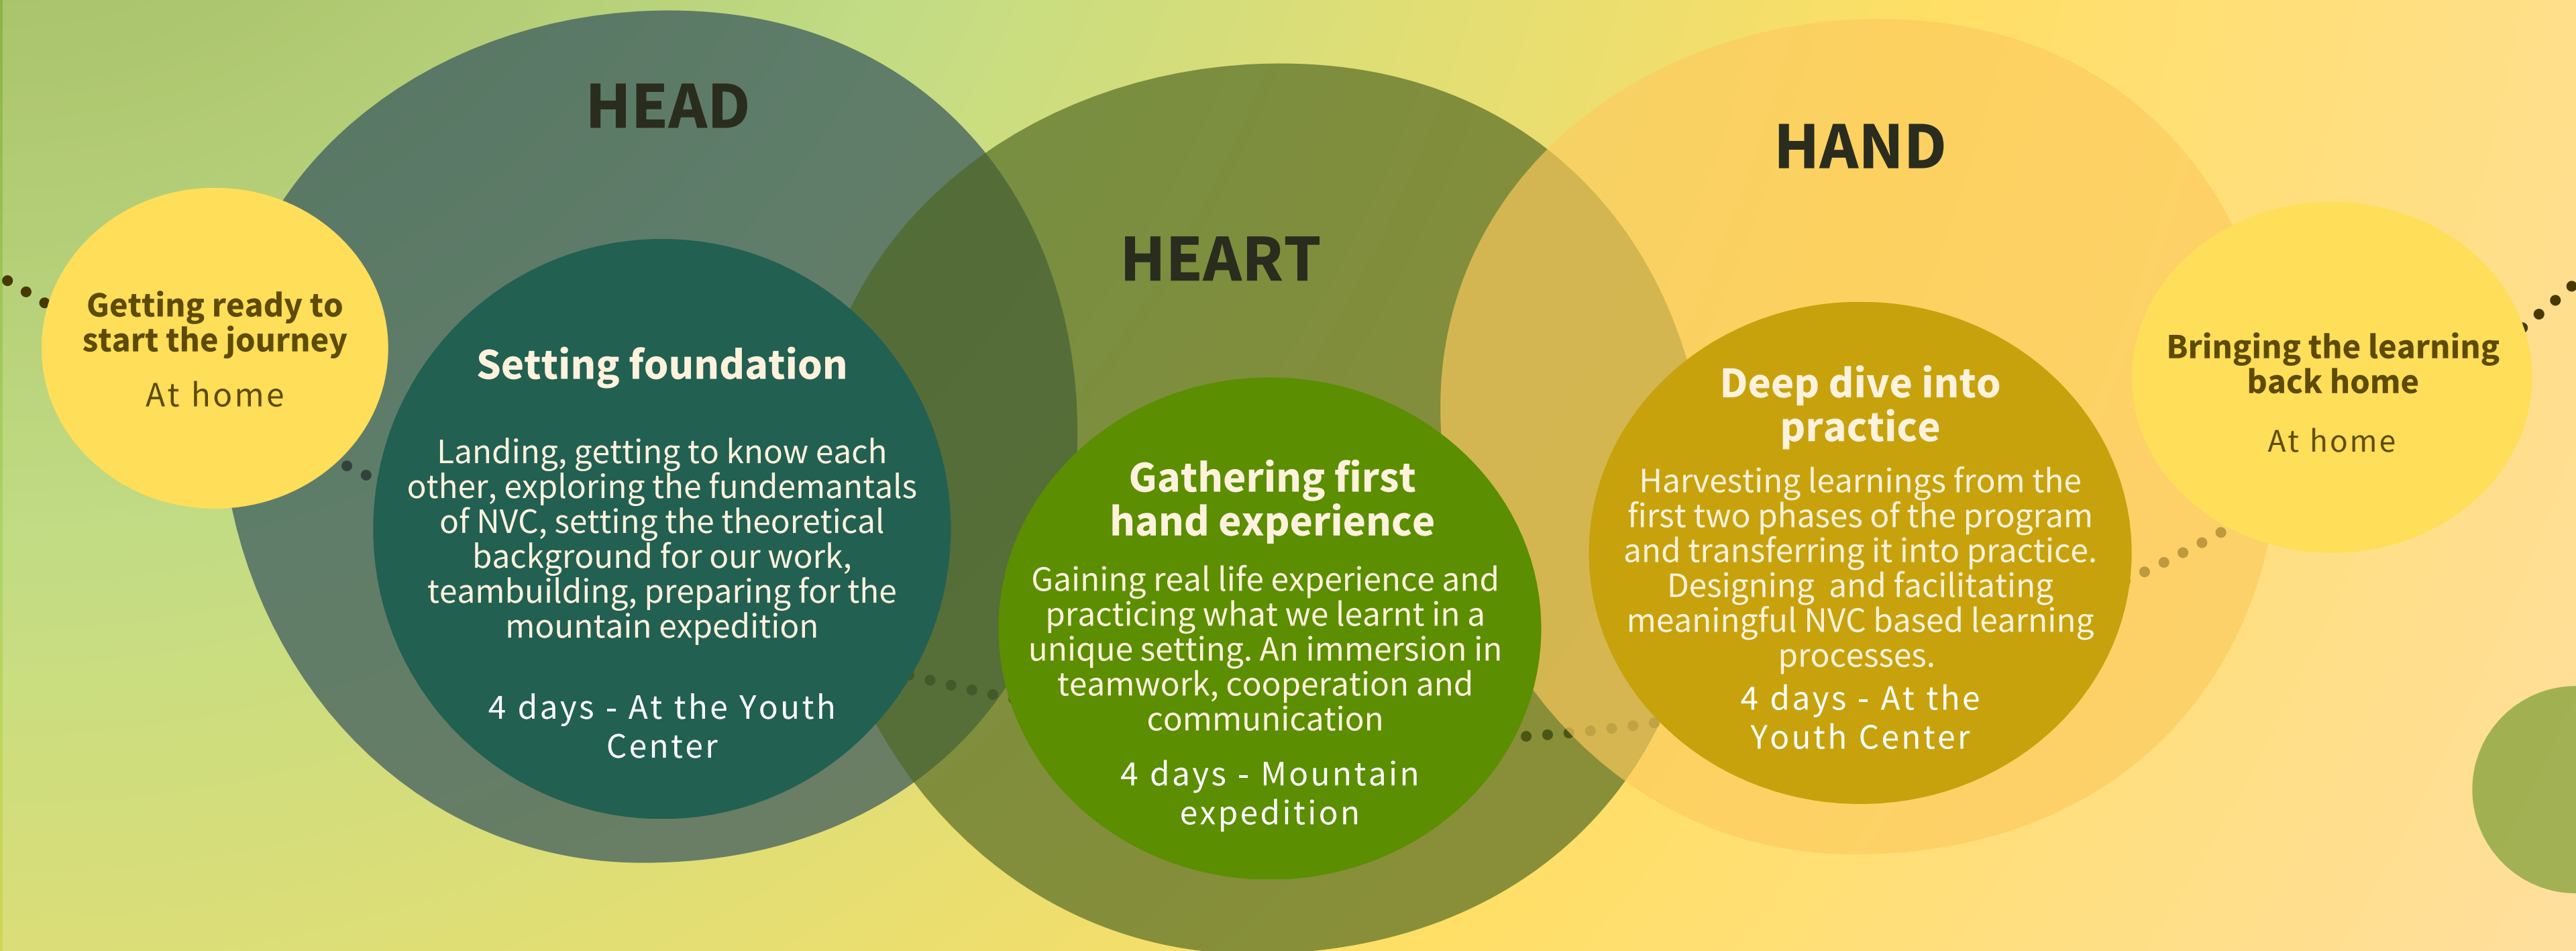 Getting ready to
start the journey
At home
HEAD
Setting foundation
Landing, getting to know each
other, exploring the fundemantals
of NVC, setting the theoretical
background for our work,
teambuilding, preparing for the
mountain expedition
4 days - At the Youth
Center
HEART
Gathering first
hand experience
Gaining real life experience and
practicing what we learnt in a
unique setting. An immersion in
teamwork, cooperation and
communication
4 days - Mountain
expedition
HAND
Deep dive into
practice
Harvesting learnings from the
first two phases of the program
and transferring it into practice.
Designing  and facilitating
meaningful NVC based learning
processes.
4 days - At the
Youth Center
Bringing the learning
back home
At home